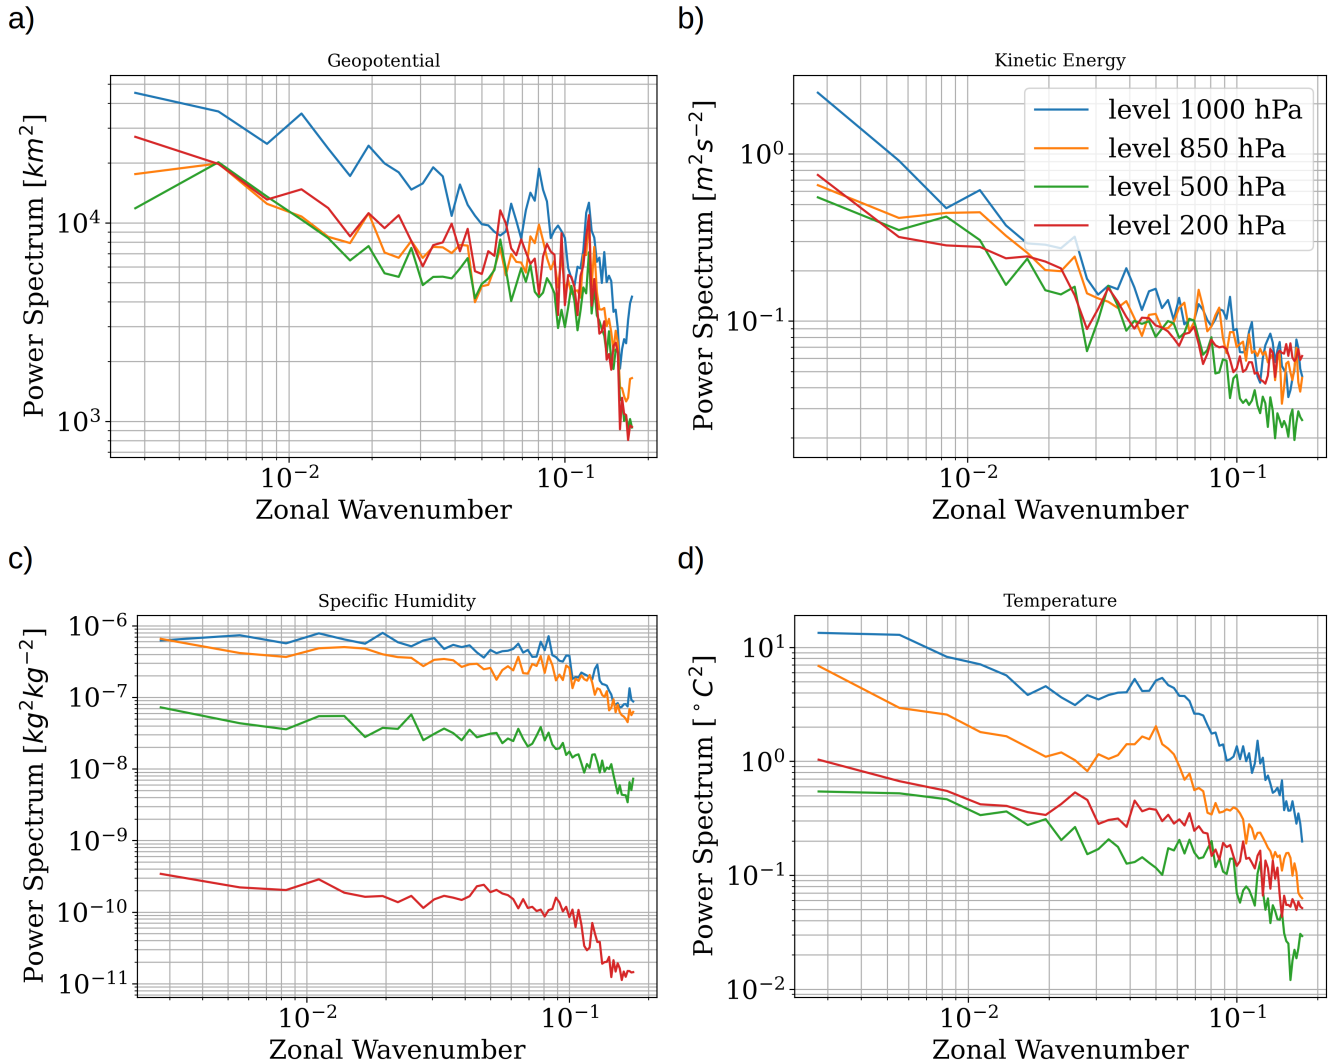 a)
Geopotential
Power Spectrum [km²]
10⁴
10³
10⁻²
10⁻¹
Zonal Wavenumber
b)
Kinetic Energy
Power Spectrum [m²s⁻²]
10⁰
10⁻¹
level 1000 hPa
level 850 hPa
level 500 hPa
level 200 hPa
10⁻²
10⁻¹
Zonal Wavenumber
c)
Specific Humidity
Power Spectrum [kg²kg⁻²]
10⁻⁶
10⁻⁷
10⁻⁸
10⁻⁹
10⁻¹⁰
10⁻¹¹
10⁻²
10⁻¹
Zonal Wavenumber
d)
Temperature
Power Spectrum [°C²]
10¹
10⁰
10⁻¹
10⁻²
10⁻²
10⁻¹
Zonal Wavenumber